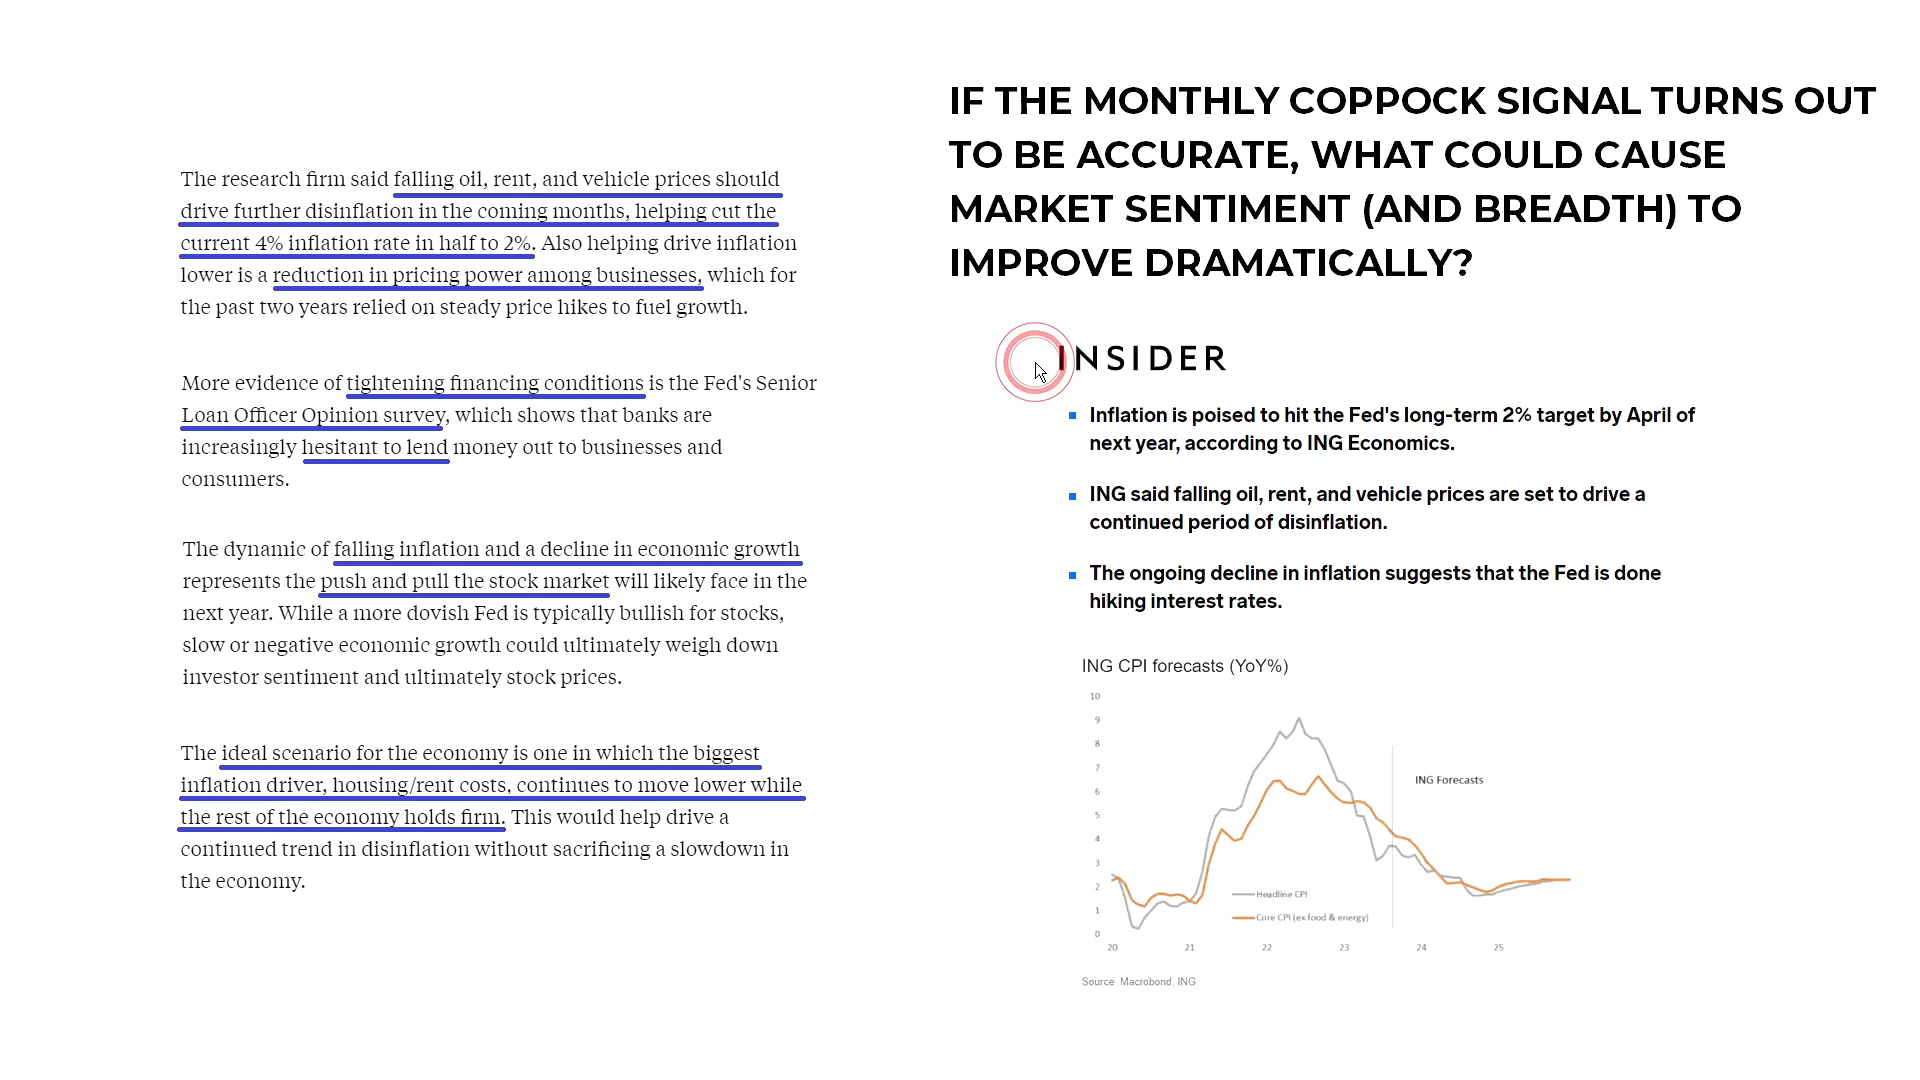 The research firm said falling oil, rent, and vehicle prices should
drive further disinflation in the coming months, helping cut the
current 4% inflation rate in half to 2%. Also helping drive inflation
lower is a reduction in pricing power among businesses, which for
the past two years relied on steady price hikes to fuel growth.
More evidence of tightening financing conditions is the Fed's Senior
Loan Officer Opinion survey, which shows that banks are
increasingly hesitant to lend money out to businesses and
consumers.
The dynamic of falling inflation and a decline in economic growth
represents the push and pull the stock market will likely face in the
next year. While a more dovish Fed is typically bullish for stocks,
slow or negative economic growth could ultimately weigh down
investor sentiment and ultimately stock prices.
The ideal scenario for the economy is one in which the biggest
inflation driver, housing/rent costs, continues to move lower while
the rest of the economy holds firm. This would help drive a
continued trend in disinflation without sacrificing a slowdown in
the economy.
IF THE MONTHLY COPPOCK SIGNAL TURNS OUT
TO BE ACCURATE, WHAT COULD CAUSE
MARKET SENTIMENT (AND BREADTH) TO
IMPROVE DRAMATICALLY?
INSIDER
Inflation is poised to hit the Fed's long-term 2% target by April of
next year, according to ING Economics.
ING said falling oil, rent, and vehicle prices are set to drive a
continued period of disinflation.
The ongoing decline in inflation suggests that the Fed is done
hiking interest rates.
ING CPI forecasts (YoY%)
10
9
8
7
6
5
4
3
2
1
0
ING Forecasts
Headline CPI
Core CPI (ex food & energy)
20 21 22 23 24 25
Source: Macrobond, ING